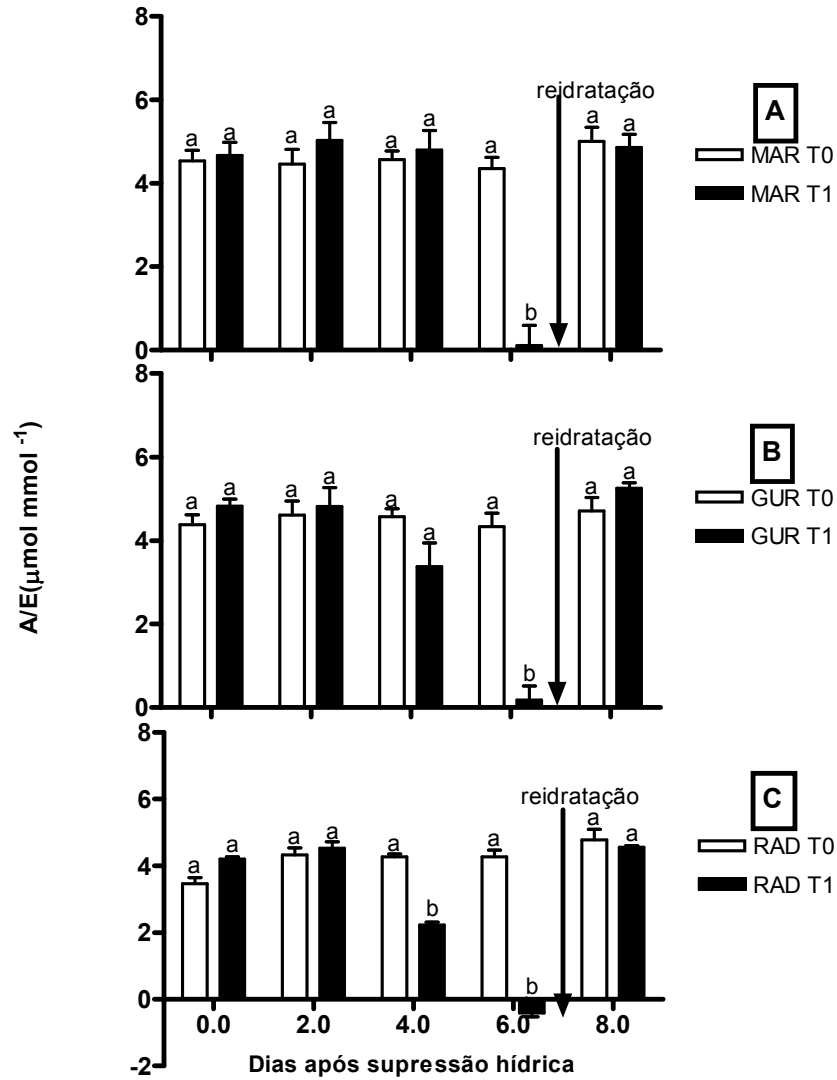 8
6
4
2
0
a a a a a a a b a a
reidratação
A
MAR T0
MAR T1
8
6
4
2
0
a a a a a a a b a a
reidratação
B
GUR T0
GUR T1
A/E(µmol mmol -1)
8
6
4
2
0
-2
a a a a a b a b a a
reidratação
C
RAD T0
RAD T1
0.0 2.0 4.0 6.0 8.0
Dias após supressão hídrica